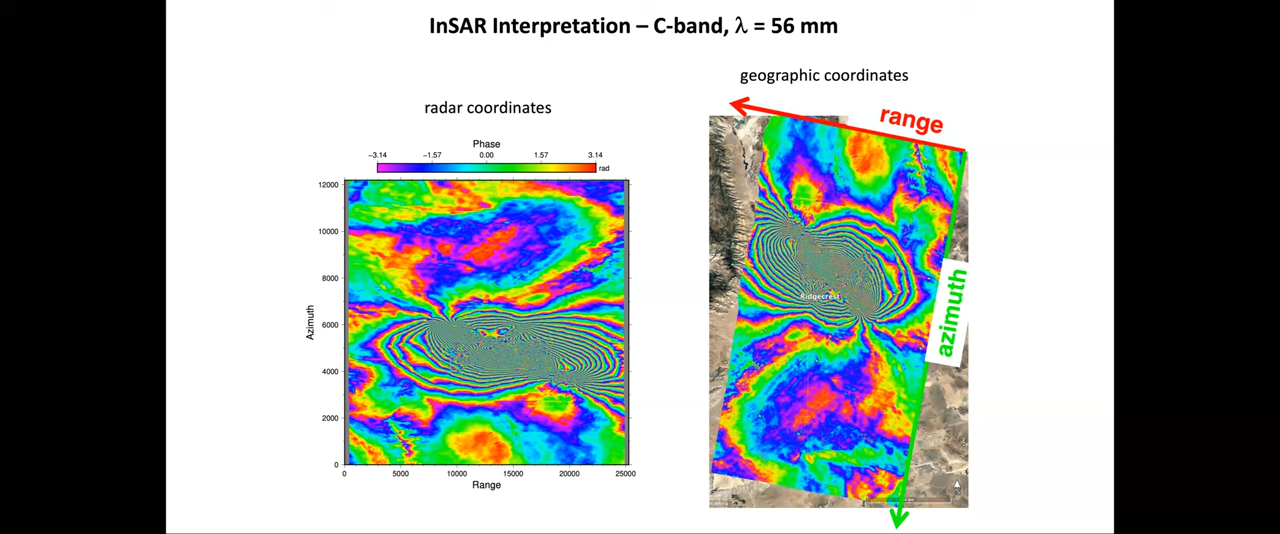 InSAR Interpretation – C-band, λ = 56 mm
geographic coordinates
radar coordinates
range
Phase
−3.14 −1.57 0.00 1.57 3.14
rad
12000
10000
8000
6000
4000
2000
0
Azimuth
0 5000 10000 15000 20000 25000
Range
Ridgecrest
azimuth